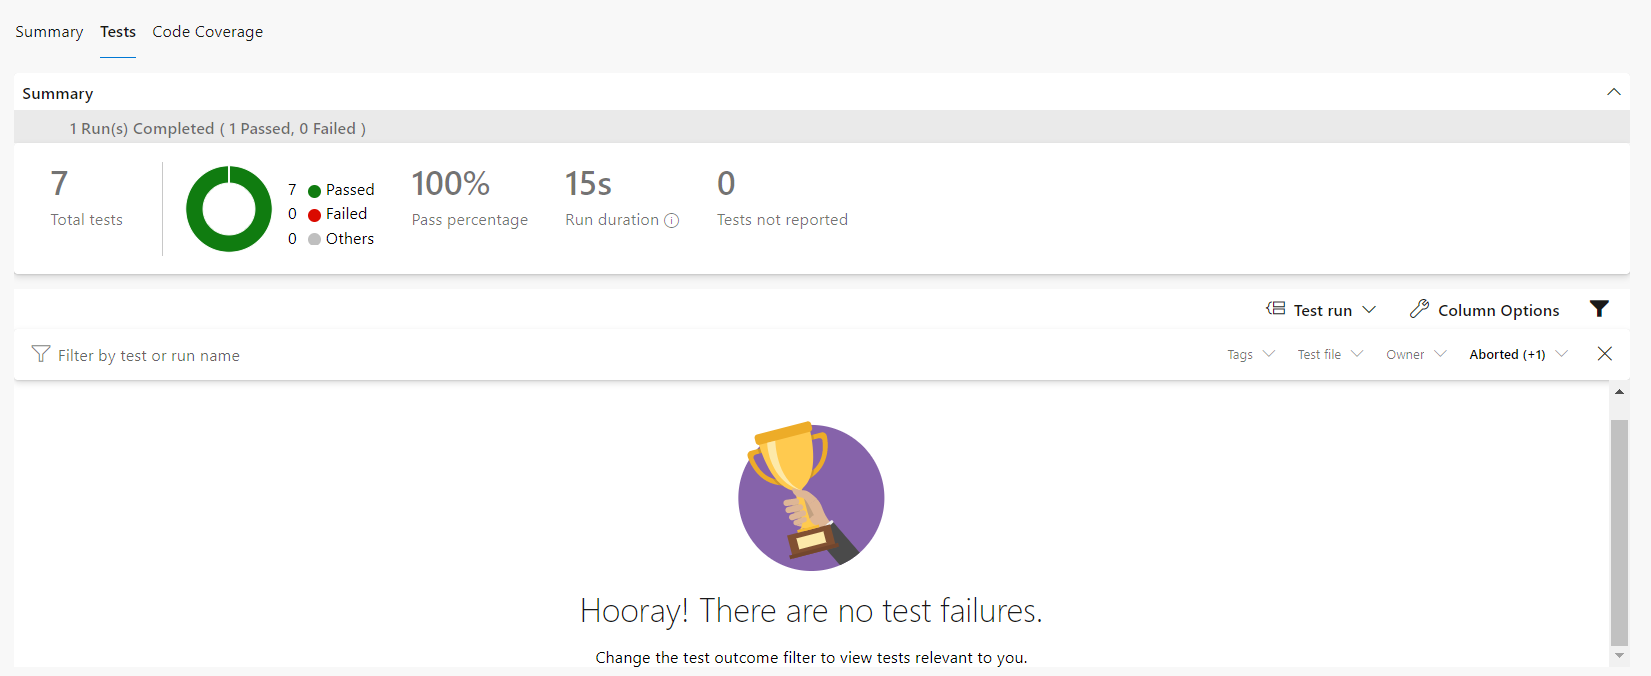 Summary Tests Code Coverage
Summary
1 Run(s) Completed ( 1 Passed, 0 Failed )
7
Total tests
7 Passed
0 Failed
0 Others
100%
Pass percentage
15s
Run duration
0
Tests not reported
Test run Column Options
Filter by test or run name Tags Test file Owner Aborted (+1)
Hooray! There are no test failures.
Change the test outcome filter to view tests relevant to you.